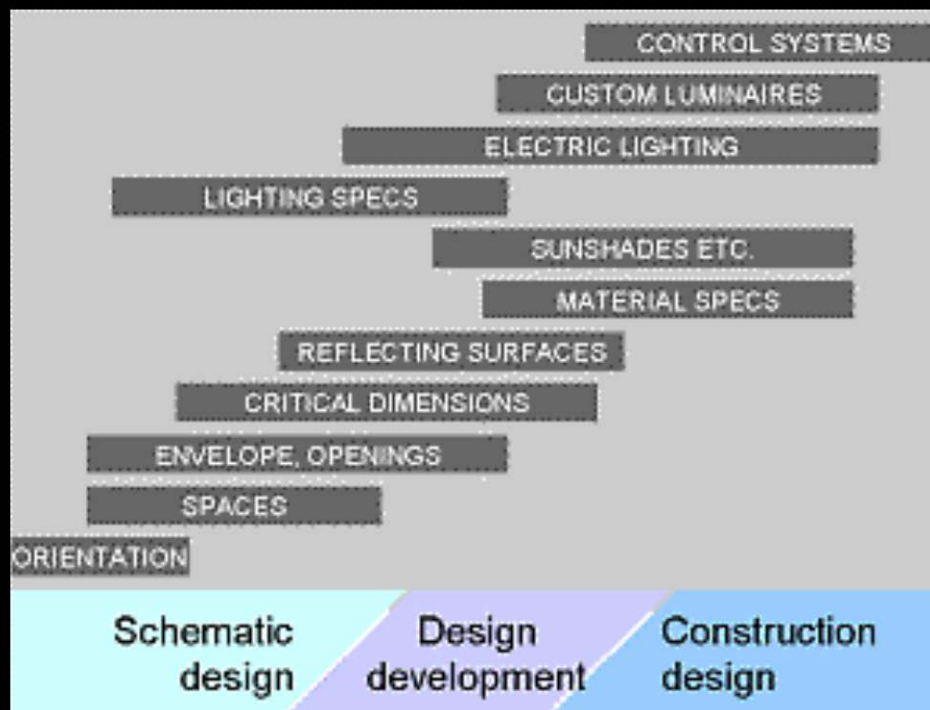 CONTROL SYSTEMS
CUSTOM LUMINAIRES
ELECTRIC LIGHTING
LIGHTING SPECS
SUNSHADES ETC.
MATERIAL SPECS
REFLECTING SURFACES
CRITICAL DIMENSIONS
ENVELOPE, OPENINGS
SPACES
ORIENTATION
Schematic
design
Design
development
Construction
design